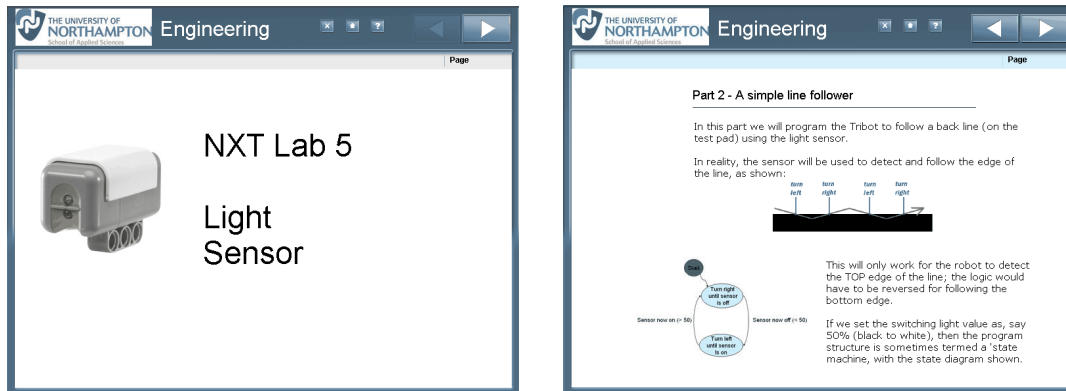 THE UNIVERSITY OF
NORTHAMPTON
School of Applied Sciences
Engineering
x
?
Page
NXT Lab 5
Light
Sensor
THE UNIVERSITY OF
NORTHAMPTON
School of Applied Sciences
Engineering
x
?
Page
Part 2 - A simple line follower
In this part we will program the Tribot to follow a back line (on the
test pad) using the light sensor.
In reality, the sensor will be used to detect and follow the edge of
the line, as shown:
turn left
turn right
turn left
turn right
Start
Turn right
until sensor
is off
Sensor now on (> 50)
Sensor now off (< 50)
Turn left
until sensor
is on
This will only work for the robot to detect
the TOP edge of the line; the logic would
have to be reversed for following the
bottom edge.
If we set the switching light value as, say
50% (black to white), then the program
structure is sometimes termed a 'state
machine, with the state diagram shown.